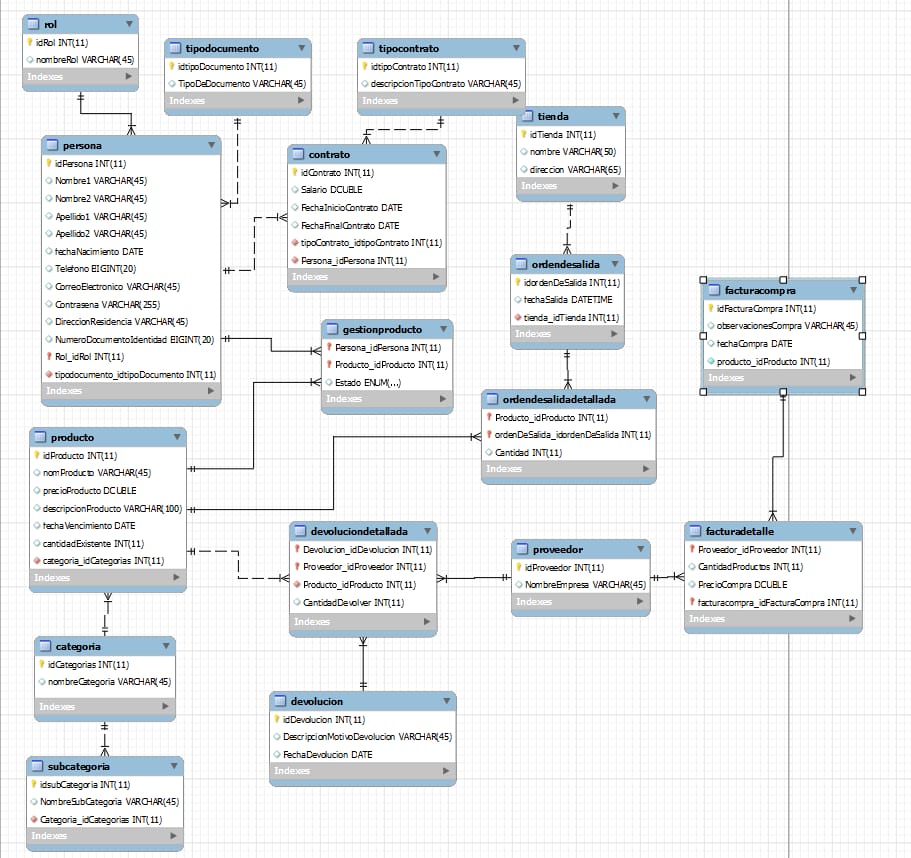 rol
idRol INT(11)
nombreRol VARCHAR(45)
Indexes
tipodocumento
idtipoDocumento INT(11)
TipoDeDocumento VARCHAR(45)
Indexes
tipocontrato
idtipoContrato INT(11)
descripcionTipoContrato VARCHAR(45)
Indexes
tienda
idTienda INT(11)
nombre VARCHAR(50)
direccion VARCHAR(65)
Indexes
persona
idPersona INT(11)
Nombre1 VARCHAR(45)
Nombre2 VARCHAR(45)
Apellido1 VARCHAR(45)
Apellido2 VARCHAR(45)
fechaNacimiento DATE
Telefono BIGINT(20)
CorreoElectronico VARCHAR(45)
Contrasena VARCHAR(255)
DireccionResidencia VARCHAR(45)
NumeroDocumentoIdentidad BIGINT(20)
Rol_idRol INT(11)
tipodocumento_idtipoDocumento INT(11)
Indexes
contrato
idContrato INT(11)
Salario DOUBLE
FechaInicioContrato DATE
FechaFinalContrato DATE
tipoContrato_idtipoContrato INT(11)
Persona_idPersona INT(11)
Indexes
ordendesalida
idordenDeSalida INT(11)
fechaSalida DATETIME
tienda_idTienda INT(11)
Indexes
facturacompra
idFacturaCompra INT(11)
observacionesCompra VARCHAR(45)
fechaCompra DATE
producto_idProducto INT(11)
Indexes
gestionproducto
Persona_idPersona INT(11)
Producto_idProducto INT(11)
Estado ENUM(...)
Indexes
ordendesalidadetallada
Producto_idProducto INT(11)
ordenDeSalida_idordenDeSalida INT(11)
Cantidad INT(11)
Indexes
producto
idProducto INT(11)
nomProducto VARCHAR(45)
precioProducto DOUBLE
descripcionProducto VARCHAR(100)
fechaVencimiento DATE
cantidadExistente INT(11)
categoria_idCategorias INT(11)
Indexes
devoluciondetallada
Devolucion_idDevolucion INT(11)
Proveedor_idProveedor INT(11)
Producto_idProducto INT(11)
CantidadDevolver INT(11)
Indexes
proveedor
idProveedor INT(11)
NombreEmpresa VARCHAR(45)
Indexes
facturadetalle
Proveedor_idProveedor INT(11)
CantidadProductos INT(11)
PrecioCompra DOUBLE
facturacompra_idFacturaCompra INT(11)
Indexes
categoria
idCategorias INT(11)
nombreCategoria VARCHAR(45)
Indexes
devolucion
idDevolucion INT(11)
DescripcionMotivoDevolucion VARCHAR(45)
FechaDevolucion DATE
Indexes
subcategoria
idsubCategoria INT(11)
NombreSubCategoria VARCHAR(45)
Categoria_idCategorias INT(11)
Indexes